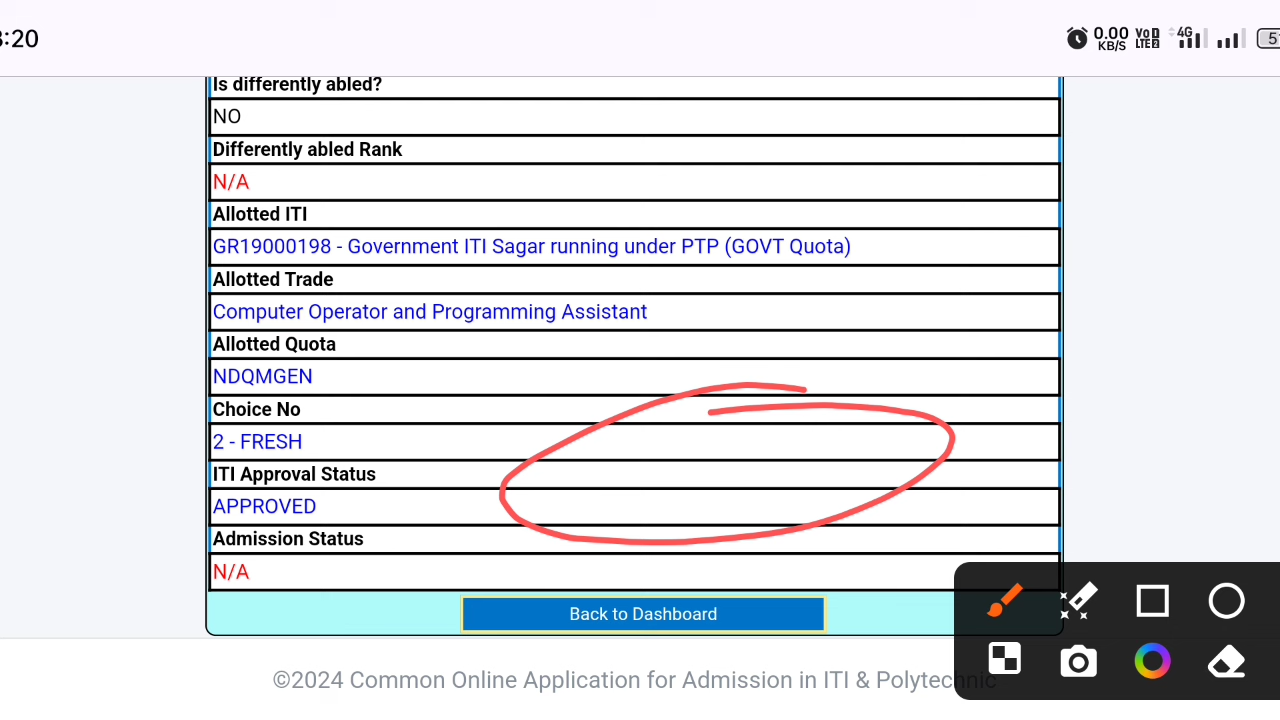 :20
0.00
KB/S
VoD
LTE2
4G
5
Is differently abled?
NO
Differently abled Rank
N/A
Allotted ITI
GR19000198 - Government ITI Sagar running under PTP (GOVT Quota)
Allotted Trade
Computer Operator and Programming Assistant
Allotted Quota
NDQMGEN
Choice No
2 - FRESH
ITI Approval Status
APPROVED
Admission Status
N/A
Back to Dashboard
©2024 Common Online Application for Admission in ITI & Polytechnic